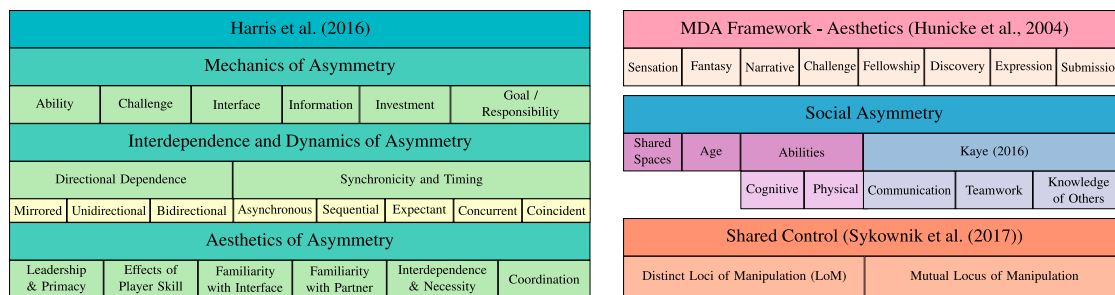 Harris et al. (2016)
Mechanics of Asymmetry
Ability Challenge Interface Information Investment Goal /
Responsibility
Interdependence and Dynamics of Asymmetry
Directional Dependence Synchronicity and Timing
Mirrored Unidirectional Bidirectional Asynchronous Sequential Expectant Concurrent Coincident
Aesthetics of Asymmetry
Leadership
& Primacy
Effects of
Player Skill
Familiarity
with Interface
Familiarity
with Partner
Interdependence
& Necessity
Coordination
MDA Framework - Aesthetics (Hunicke et al., 2004)
Sensation Fantasy Narrative Challenge Fellowship Discovery Expression Submission
Social Asymmetry
Shared
Spaces
Age Abilities Kaye (2016)
Cognitive Physical Communication Teamwork Knowledge
of Others
Shared Control (Sykownik et al. (2017))
Distinct Loci of Manipulation (LoM) Mutual Locus of Manipulation